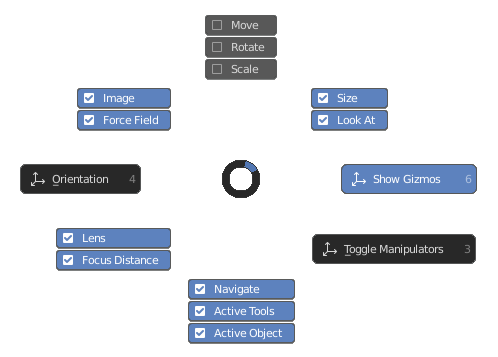 Move
Rotate
Scale
Image
Force Field
Size
Look At
Orientation 4
Show Gizmos 6
Lens
Focus Distance
Toggle Manipulators 3
Navigate
Active Tools
Active Object